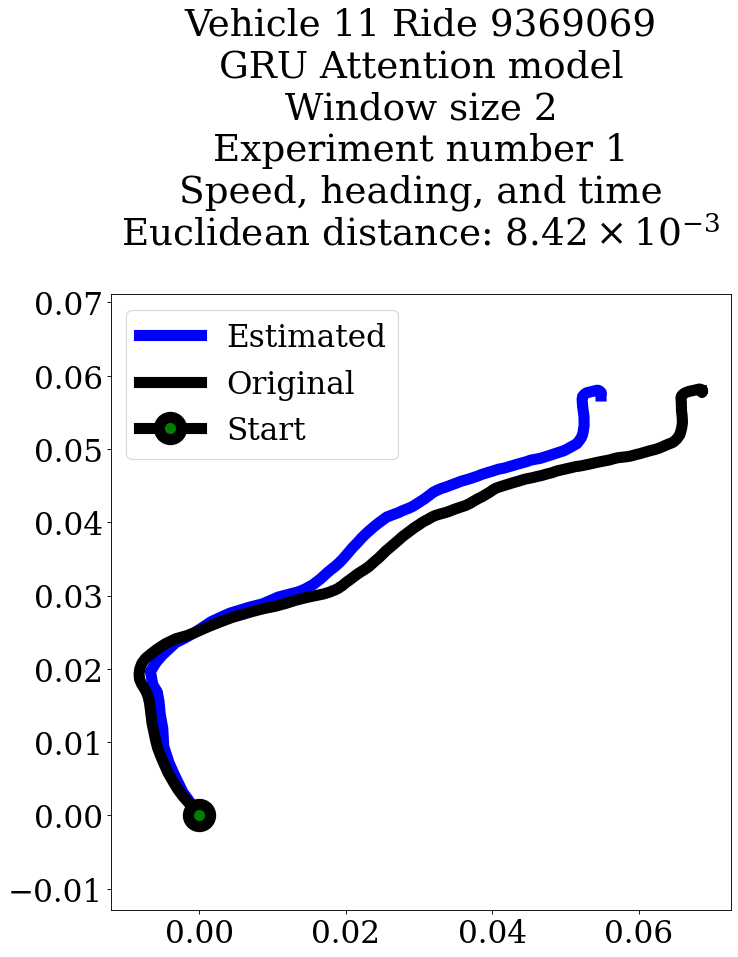 Vehicle 11 Ride 9369069
GRU Attention model
Window size 2
Experiment number 1
Speed, heading, and time
Euclidean distance: 8.42 × 10⁻³
0.07
0.06
0.05
0.04
0.03
0.02
0.01
0.00
−0.01
Estimated
Original
Start
0.00 0.02 0.04 0.06